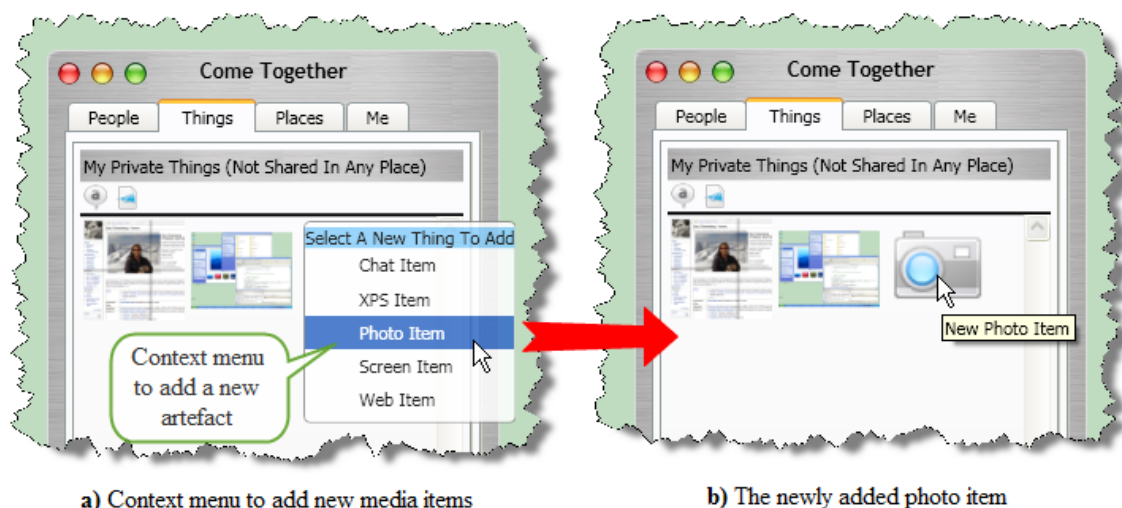 Come Together
People Things Places Me
My Private Things (Not Shared In Any Place)
a
Select A New Thing To Add
Chat Item
XPS Item
Photo Item
Screen Item
Web Item
Context menu
to add a new
artefact
a) Context menu to add new media items
Come Together
People Things Places Me
My Private Things (Not Shared In Any Place)
a
New Photo Item
b) The newly added photo item